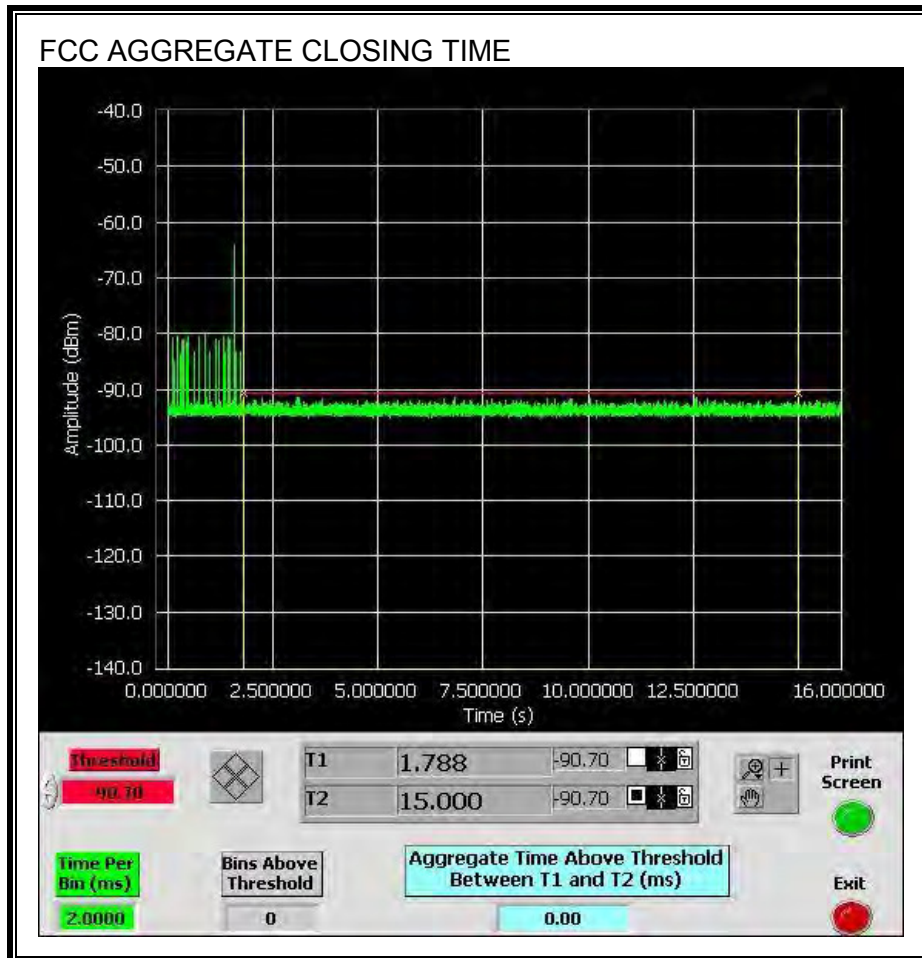 FCC AGGREGATE CLOSING TIME
-40.0
-50.0
-60.0
-70.0
-80.0
-90.0
-100.0
-110.0
-120.0
-130.0
-140.0
Amplitude (dBm)
0.000000 2.500000 5.000000 7.500000 10.000000 12.500000 16.000000
Time (s)
Threshold
-90.70
T1 1.788 -90.70
T2 15.000 -90.70
Print
Screen
Time Per
Bin (ms)
2.0000
Bins Above
Threshold
0
Aggregate Time Above Threshold
Between T1 and T2 (ms)
0.00
Exit